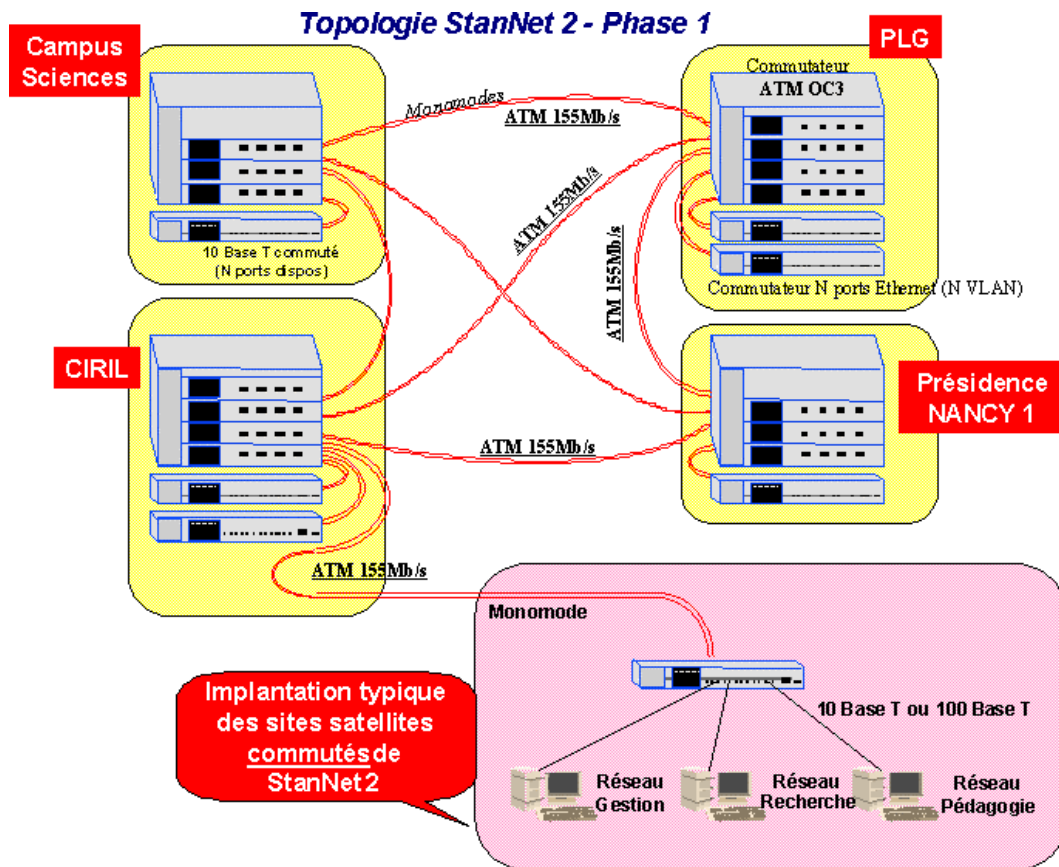 Topologie StanNet 2 - Phase 1
Campus
Sciences
PLG
Commutateur
ATM OC3
Monomodes
ATM 155Mb/s
ATM 155Mb/s
ATM 155Mb/s
10 Base T commuté
(N ports dispos)
Commutateur N ports Ethernet (N VLAN)
CIRIL
Présidence
NANCY 1
ATM 155Mb/s
ATM 155Mb/s
Monomode
Implantation typique
des sites satellites
commutés de
StanNet 2
10 Base T ou 100 Base T
Réseau
Gestion
Réseau
Recherche
Réseau
Pédagogie